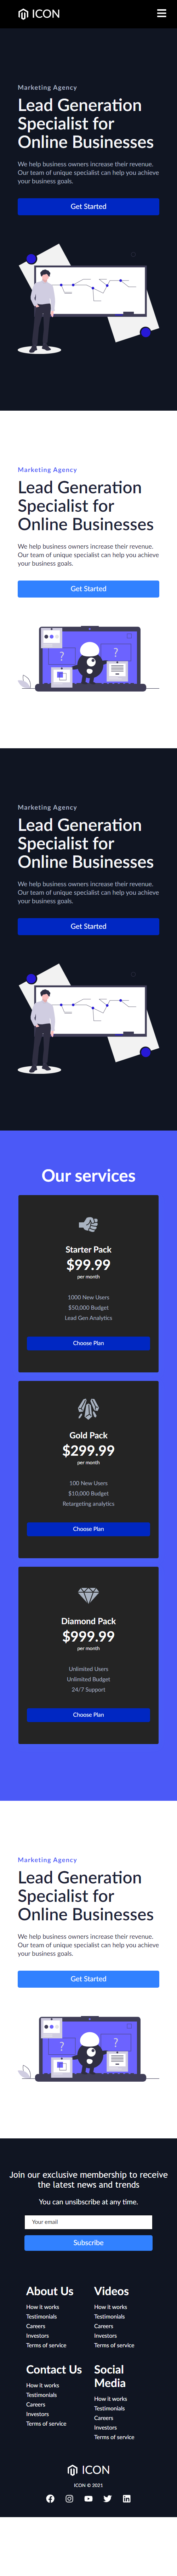 ICON
Marketing Agency
Lead Generation
Specialist for
Online Businesses
We help business owners increase their revenue.
Our team of unique specialist can help you achieve
your business goals.
Get Started
Marketing Agency
Lead Generation
Specialist for
Online Businesses
We help business owners increase their revenue.
Our team of unique specialist can help you achieve
your business goals.
Get Started
?
?
Marketing Agency
Lead Generation
Specialist for
Online Businesses
We help business owners increase their revenue.
Our team of unique specialist can help you achieve
your business goals.
Get Started
Our services
Starter Pack
$99.99
per month
1000 New Users
$50,000 Budget
Lead Gen Analytics
Choose Plan
Gold Pack
$299.99
per month
100 New Users
$10,000 Budget
Retargeting analytics
Choose Plan
Diamond Pack
$999.99
per month
Unlimited Users
Unlimited Budget
24/7 Support
Choose Plan
Marketing Agency
Lead Generation
Specialist for
Online Businesses
We help business owners increase their revenue.
Our team of unique specialist can help you achieve
your business goals.
Get Started
?
?
Join our exclusive membership to receive
the latest news and trends
You can unsibscribe at any time.
Your email
Subscribe
About Us
How it works
Testimonials
Careers
Investors
Terms of service
Videos
How it works
Testimonials
Careers
Investors
Terms of service
Contact Us
How it works
Testimonials
Careers
Investors
Terms of service
Social
Media
How it works
Testimonials
Careers
Investors
Terms of service
ICON
ICON © 2021